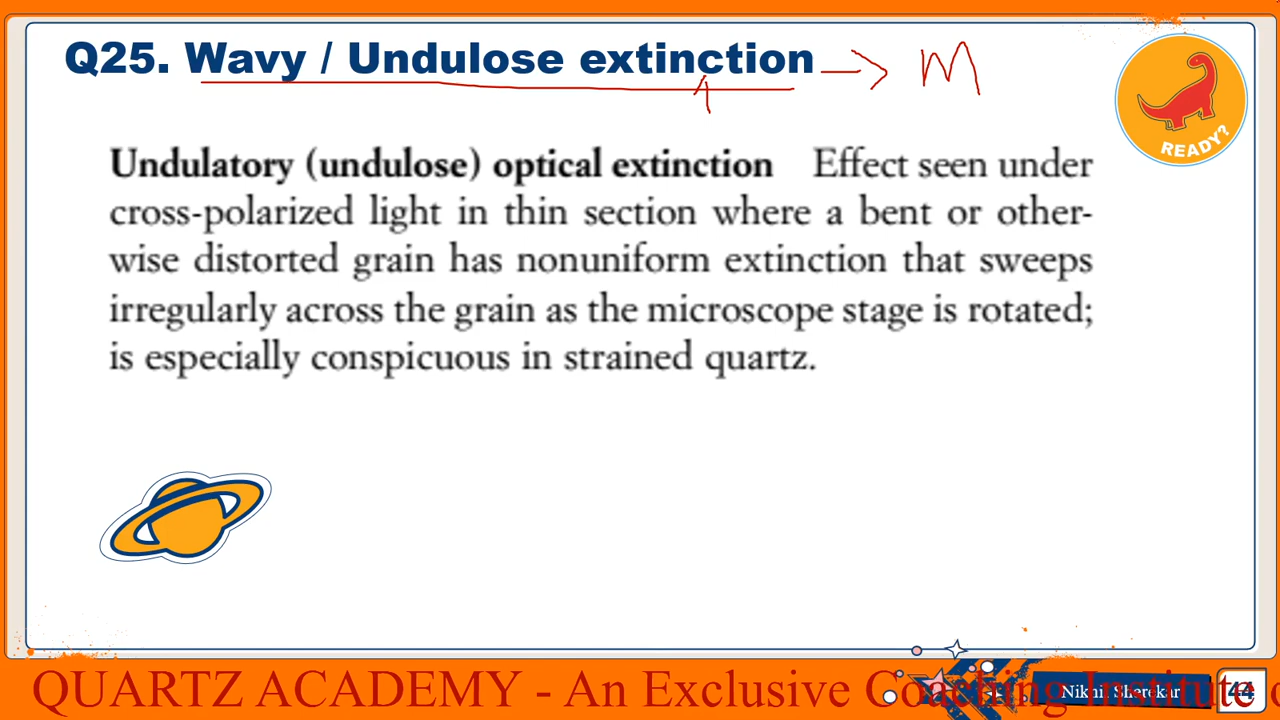 Q25. Wavy / Undulose extinction
M
READY?
Undulatory (undulose) optical extinction Effect seen under
cross-polarized light in thin section where a bent or other-
wise distorted grain has nonuniform extinction that sweeps
irregularly across the grain as the microscope stage is rotated;
is especially conspicuous in strained quartz.
QUARTZ ACADEMY - An Exclusive Coaching Institute
Nikhil Sherekar
44